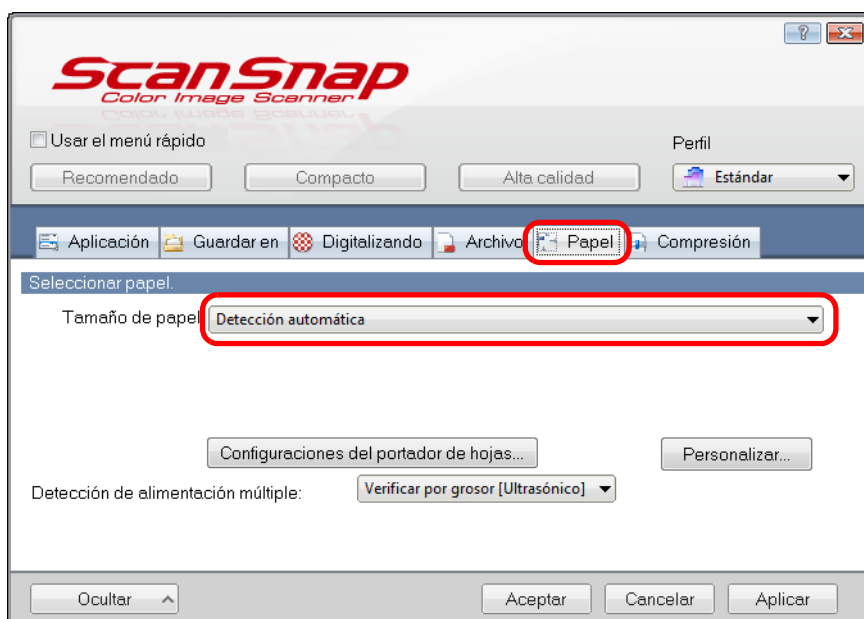 ScanSnap
Color Image Scanner
Usar el menú rápido
Perfil
Recomendado Compacto Alta calidad Estándar
Aplicación Guardar en Digitalizando Archivo Papel Compresión
Seleccionar papel.
Tamaño de papel Detección automática
Configuraciones del portador de hojas... Personalizar...
Detección de alimentación múltiple: Verificar por grosor [Ultrasónico]
Ocultar Aceptar Cancelar Aplicar